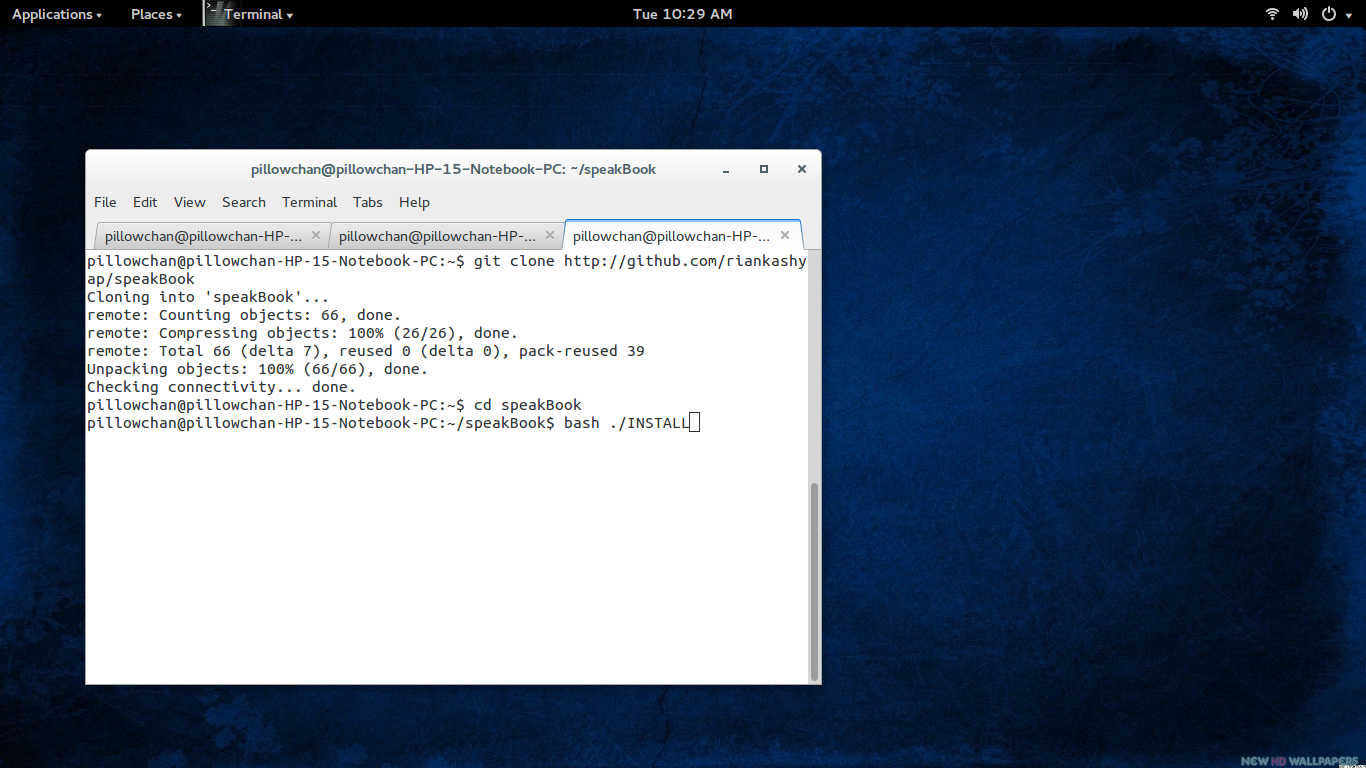 Applications Places Terminal Tue 10:29 AM
pillowchan@pillowchan-HP-15-Notebook-PC: ~/speakBook
File Edit View Search Terminal Tabs Help
pillowchan@pillowchan-HP-... pillowchan@pillowchan-HP-... pillowchan@pillowchan-HP-...
pillowchan@pillowchan-HP-15-Notebook-PC:~$ git clone http://github.com/riankashy
ap/speakBook
Cloning into 'speakBook'...
remote: Counting objects: 66, done.
remote: Compressing objects: 100% (26/26), done.
remote: Total 66 (delta 7), reused 0 (delta 0), pack-reused 39
Unpacking objects: 100% (66/66), done.
Checking connectivity... done.
pillowchan@pillowchan-HP-15-Notebook-PC:~$ cd speakBook
pillowchan@pillowchan-HP-15-Notebook-PC:~/speakBook$ bash ./INSTALL
NEW HD WALLPAPERS